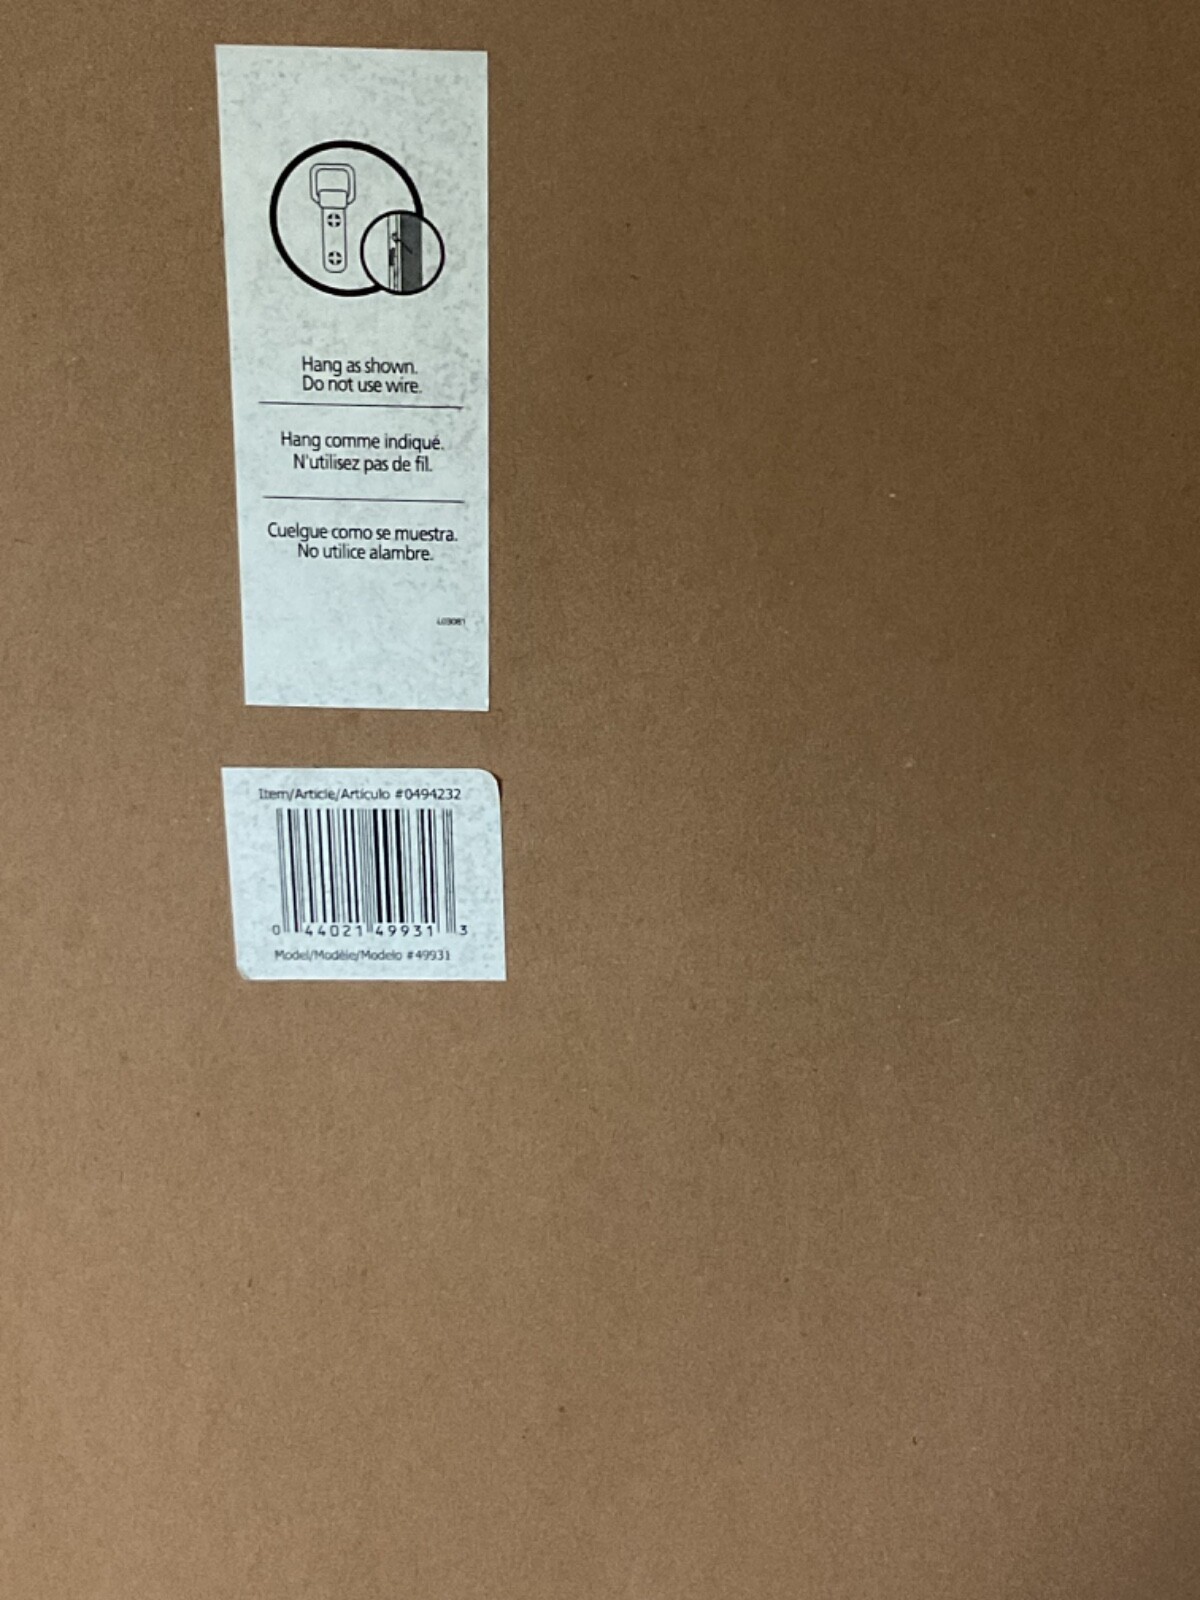 Hang as shown.
Do not use wire.
Hang comme indiqué.
N'utilisez pas de fil.
Cuelgue como se muestra.
No utilice alambre.
L03081
Item/Article/Artículo #0494232
0 44021 49931 3
Model/Modèle/Modelo #49931